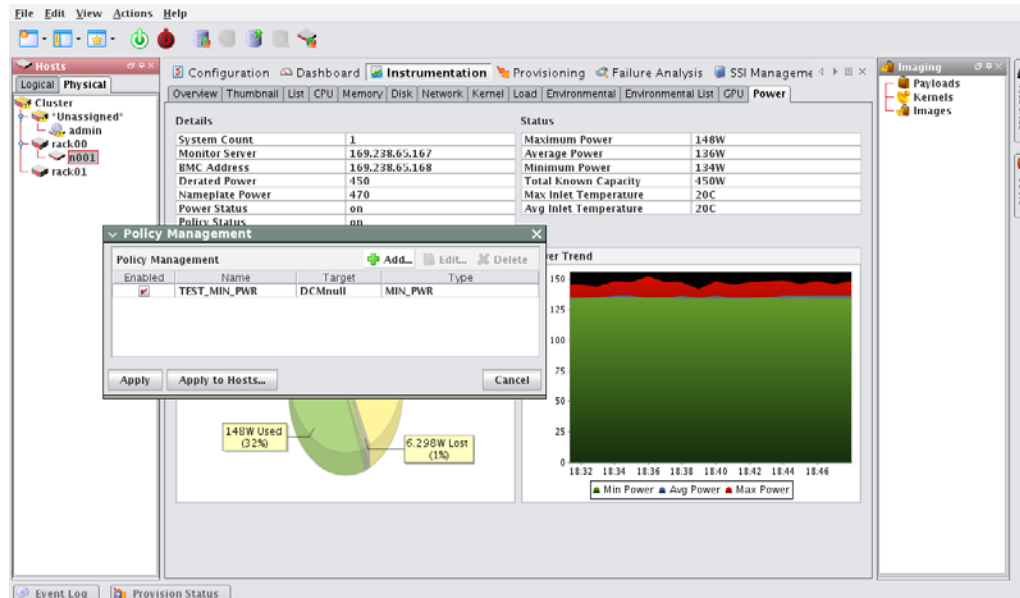 File Edit View Actions Help
Hosts
Logical Physical
Cluster
*Unassigned*
admin
rack00
n001
rack01
Configuration Dashboard Instrumentation Provisioning Failure Analysis SSI Manageme
Overview Thumbnail List CPU Memory Disk Network Kernel Load Environmental Environmental List GPU Power
Details
System Count 1
Monitor Server 169.238.65.167
BMC Address 169.238.65.168
Derated Power 450
Nameplate Power 470
Power Status on
Policy Status on
Status
Maximum Power 148W
Average Power 136W
Minimum Power 134W
Total Known Capacity 450W
Max Inlet Temperature 20C
Avg Inlet Temperature 20C
Policy Management
Policy Management Add... Edit... Delete
Enabled Name Target Type
TEST_MIN_PWR DCMnull MIN_PWR
Apply Apply to Hosts... Cancel
148W Used
(32%)
6.298W Lost
(1%)
er Trend
150
125
100
75
50
25
0
18:32 18:34 18:36 18:38 18:40 18:42 18:44 18:46
Min Power Avg Power Max Power
Imaging
Payloads
Kernels
Images
Event Log Provision Status